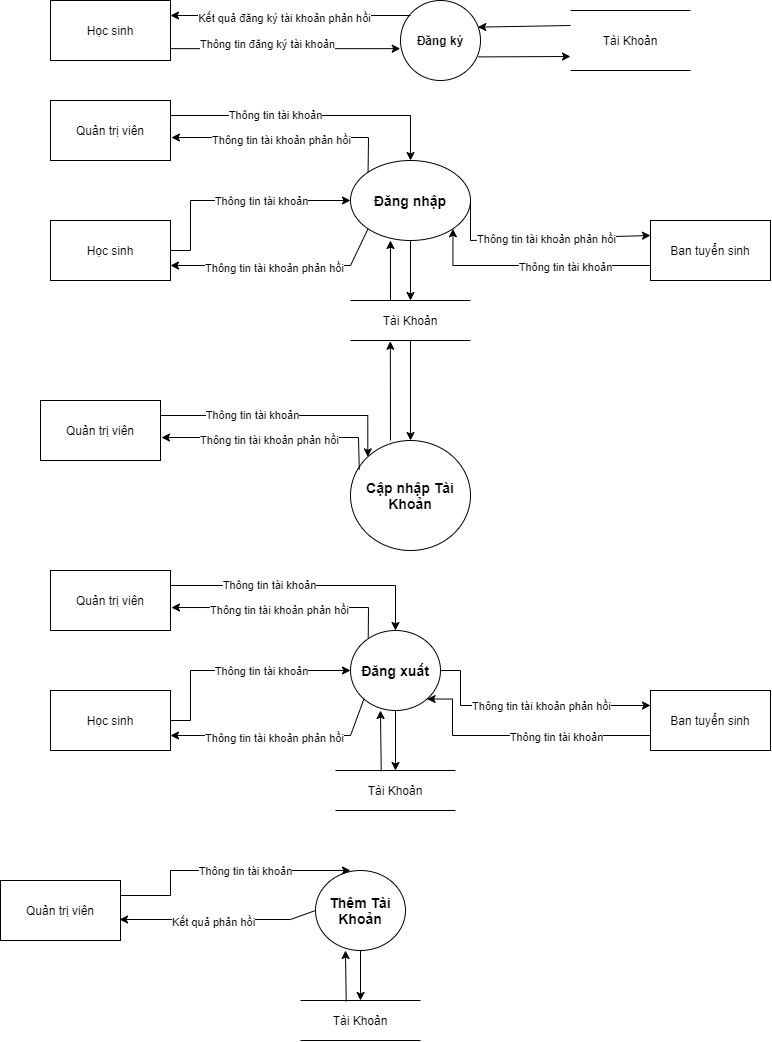 Học sinh
Kết quả đăng ký tài khoản phản hồi
Thông tin đăng ký tài khoản
Đăng ký
Tài Khoản
Quản trị viên
Thông tin tài khoản
Thông tin tài khoản phản hồi
Đăng nhập
Học sinh
Thông tin tài khoản
Thông tin tài khoản phản hồi
Thông tin tài khoản phản hồi
Thông tin tài khoản
Ban tuyển sinh
Tài Khoản
Quản trị viên
Thông tin tài khoản
Thông tin tài khoản phản hồi
Cập nhập Tài
Khoản
Quản trị viên
Thông tin tài khoản
Thông tin tài khoản phản hồi
Đăng xuất
Học sinh
Thông tin tài khoản
Thông tin tài khoản phản hồi
Thông tin tài khoản phản hồi
Thông tin tài khoản
Ban tuyển sinh
Tài Khoản
Quản trị viên
Thông tin tài khoản
Kết quả phản hồi
Thêm Tài
Khoản
Tài Khoản